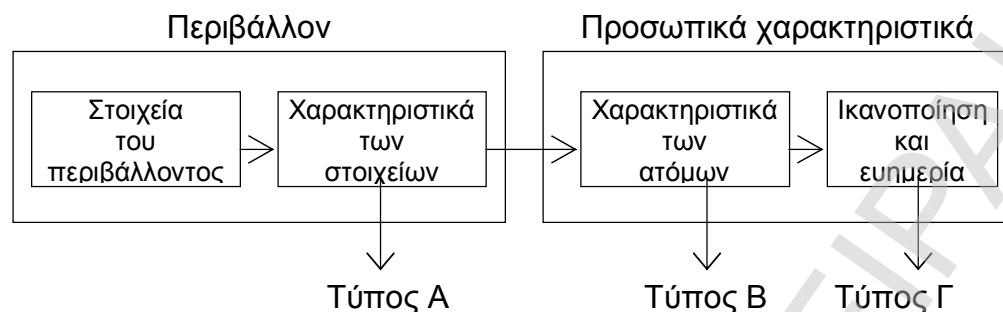 Περιβάλλον
Προσωπικά χαρακτηριστικά
Στοιχεία
του
περιβάλλοντος
Χαρακτηριστικά
των
στοιχείων
Χαρακτηριστικά
των
ατόμων
Ικανοποίηση
και
ευημερία
Τύπος Α
Τύπος Β
Τύπος Γ